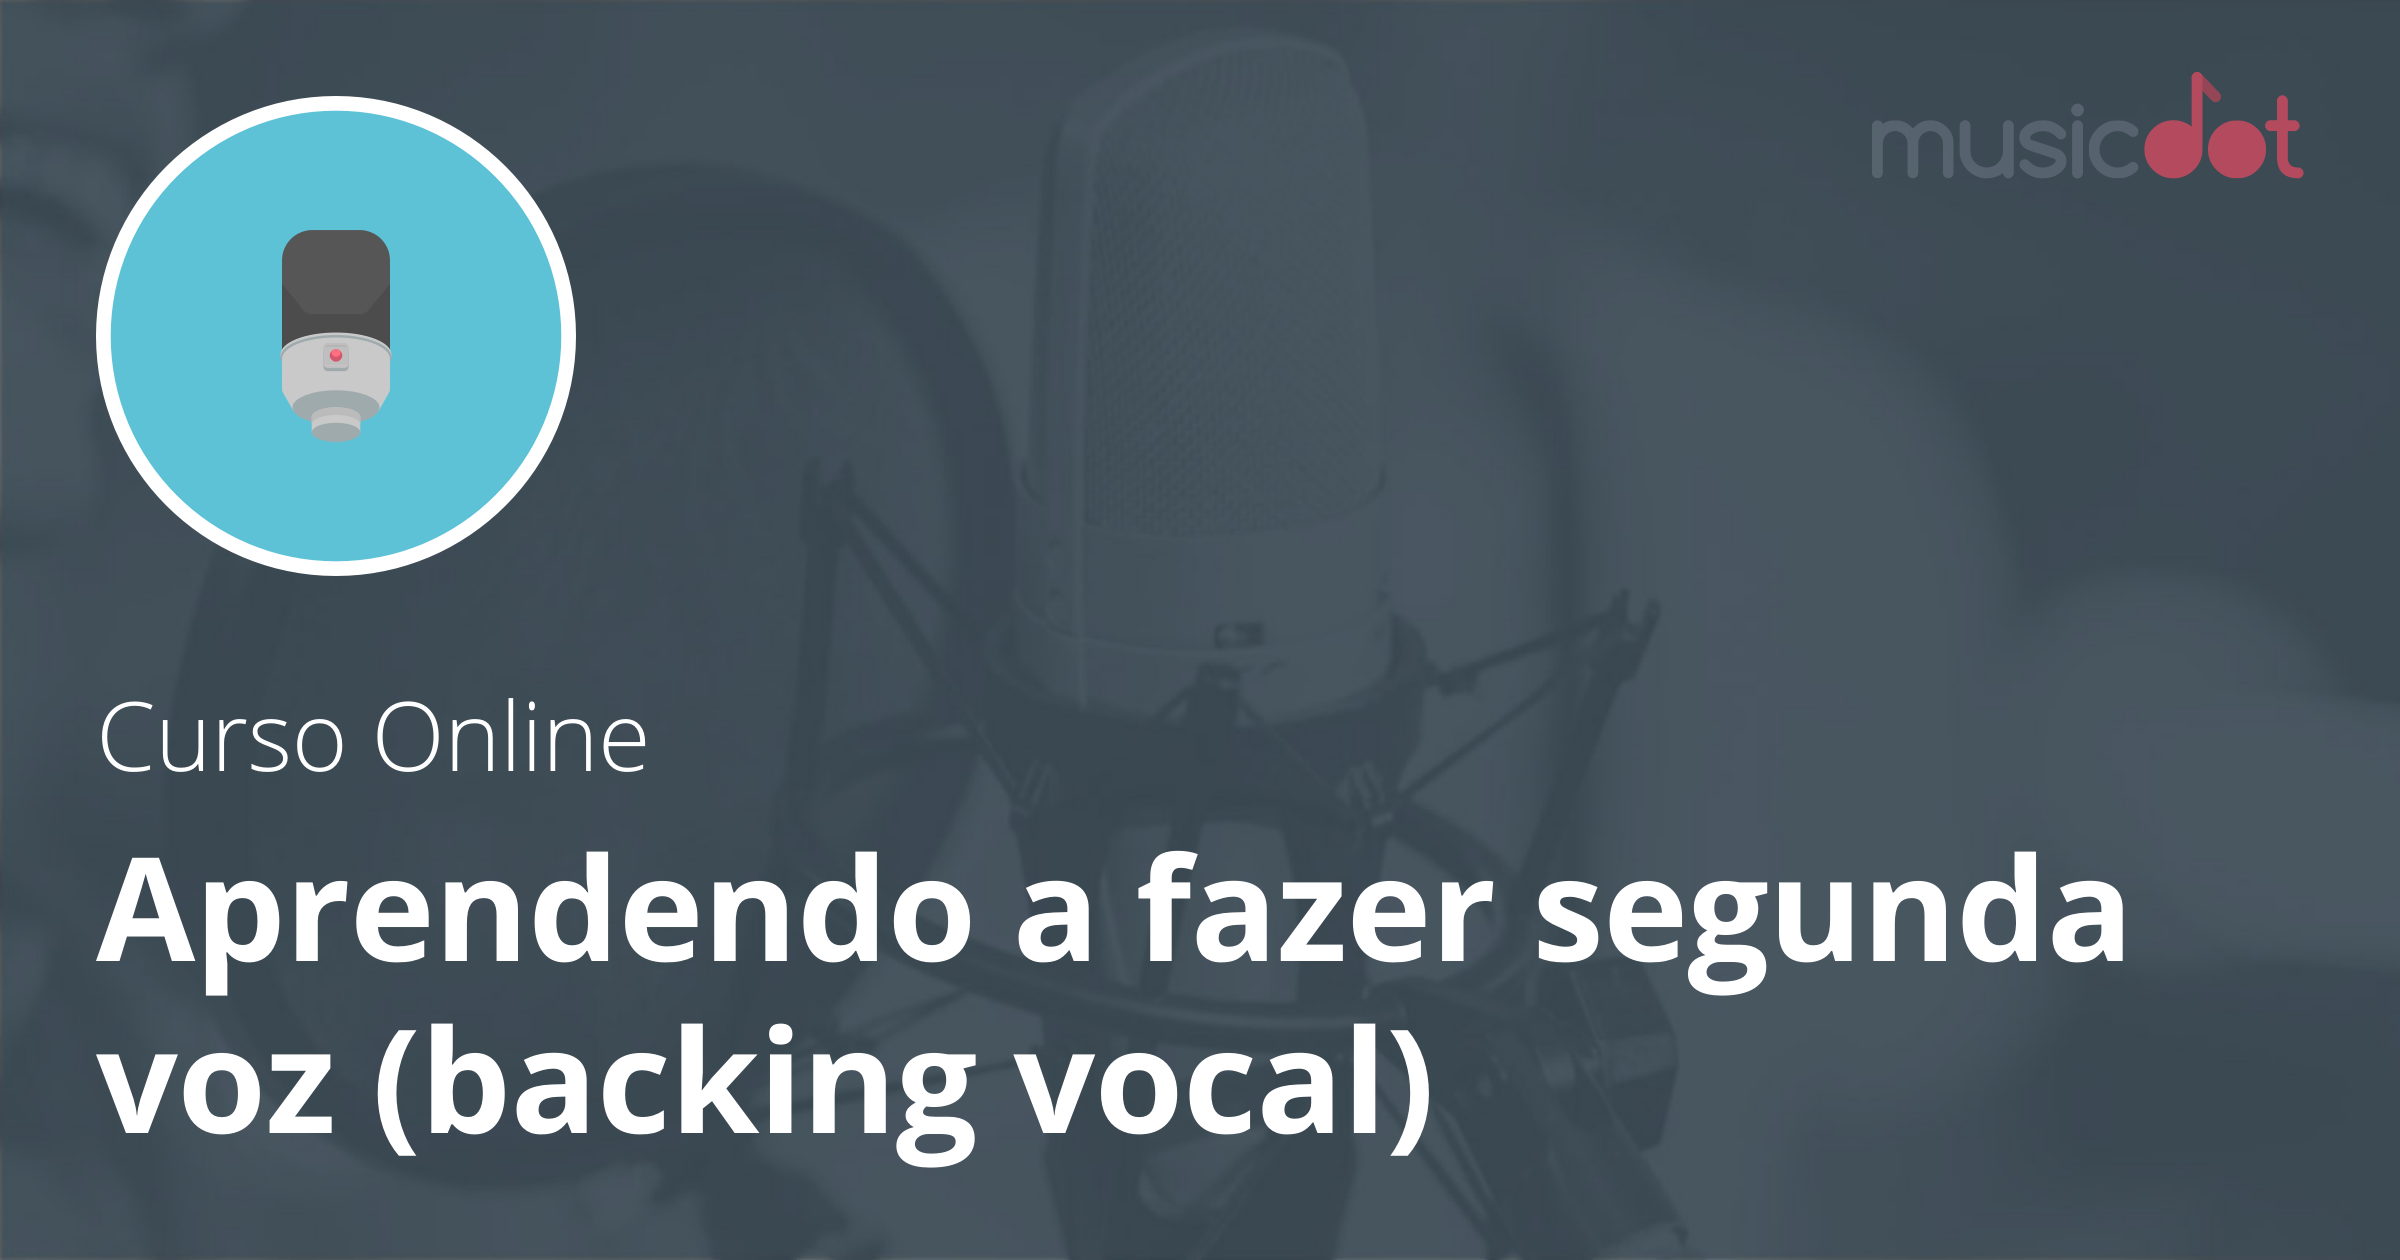 musicdot
Curso Online
Aprendendo a fazer segunda
voz (backing vocal)